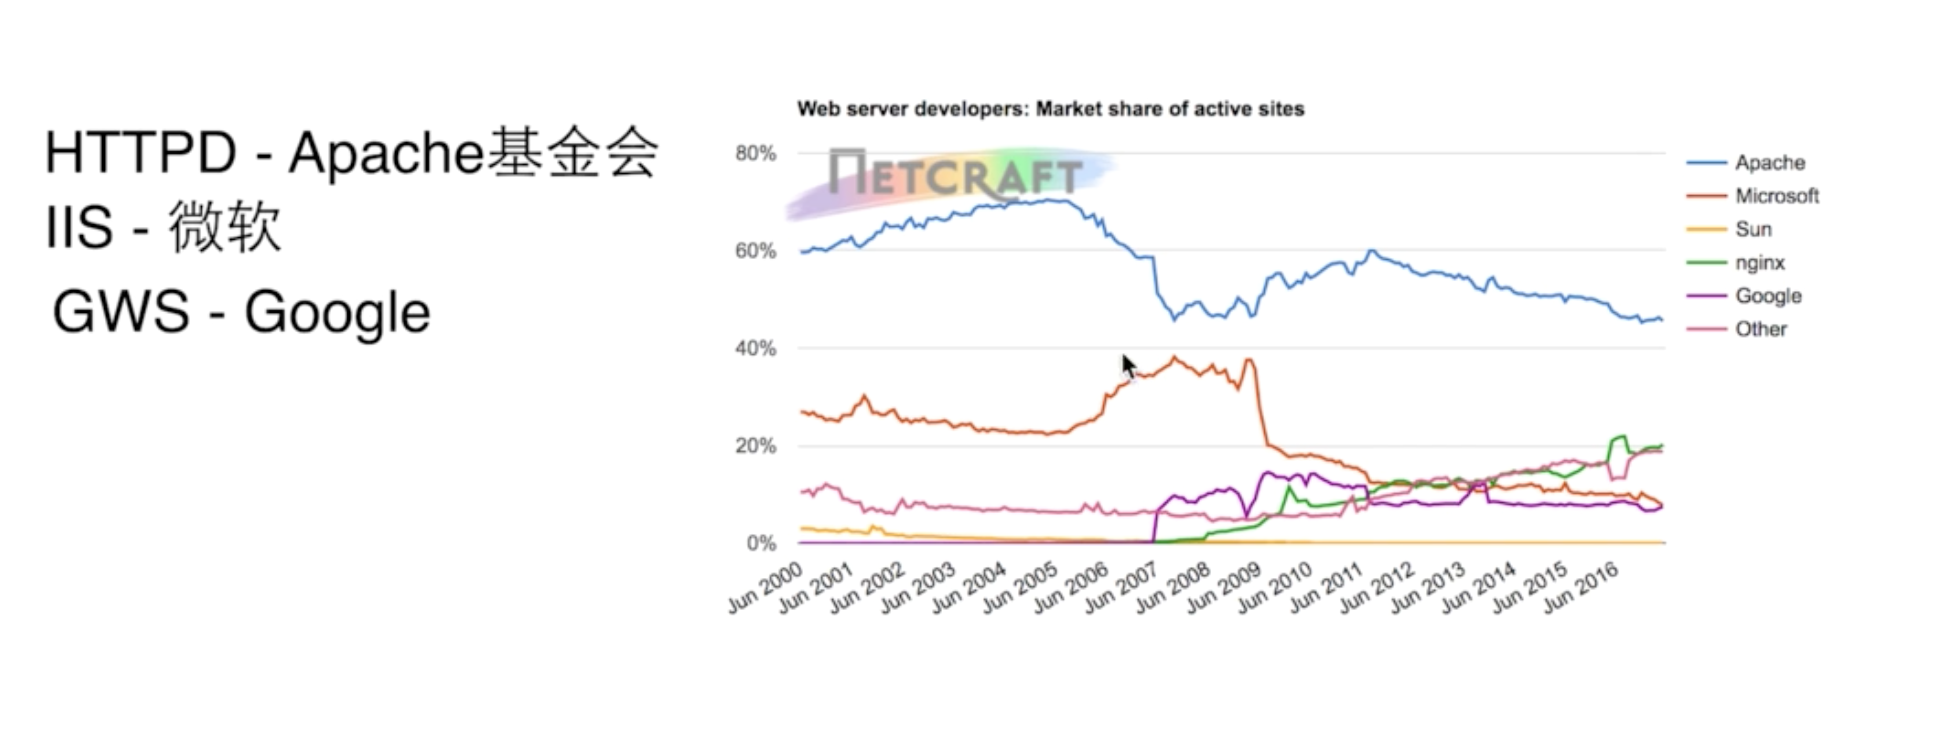 HTTPD - Apache基金会
IIS - 微软
GWS - Google
Web server developers: Market share of active sites
NETCRAFT
80%
60%
40%
20%
0%
Jun 2000
Jun 2001
Jun 2002
Jun 2003
Jun 2004
Jun 2005
Jun 2006
Jun 2007
Jun 2008
Jun 2009
Jun 2010
Jun 2011
Jun 2012
Jun 2013
Jun 2014
Jun 2015
Jun 2016
Apache
Microsoft
Sun
nginx
Google
Other